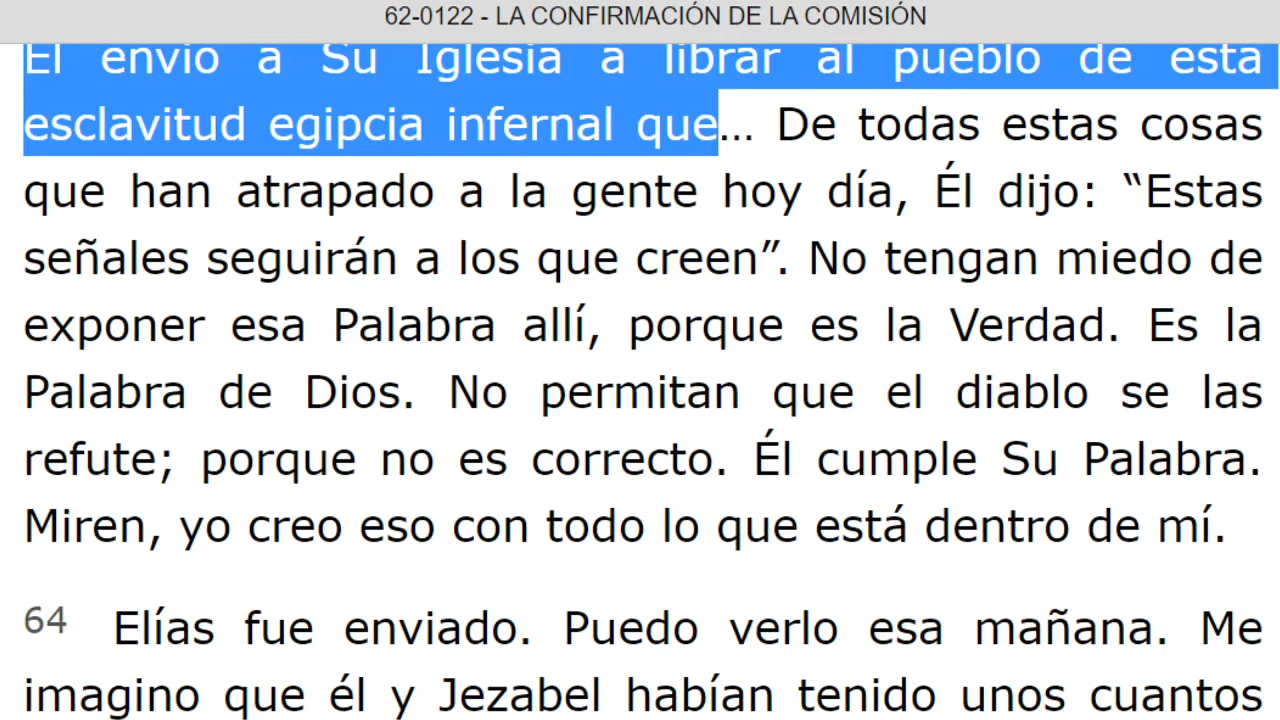 62-0122 - LA CONFIRMACIÓN DE LA COMISIÓN
Él envió a Su Iglesia a librar al pueblo de esta
esclavitud egipcia infernal que… De todas estas cosas
que han atrapado a la gente hoy día, Él dijo: “Estas
señales seguirán a los que creen”. No tengan miedo de
exponer esa Palabra allí, porque es la Verdad. Es la
Palabra de Dios. No permitan que el diablo se las
refute; porque no es correcto. Él cumple Su Palabra.
Miren, yo creo eso con todo lo que está dentro de mí.
64 Elías fue enviado. Puedo verlo esa mañana. Me
imagino que él y Jezabel habían tenido unos cuantos